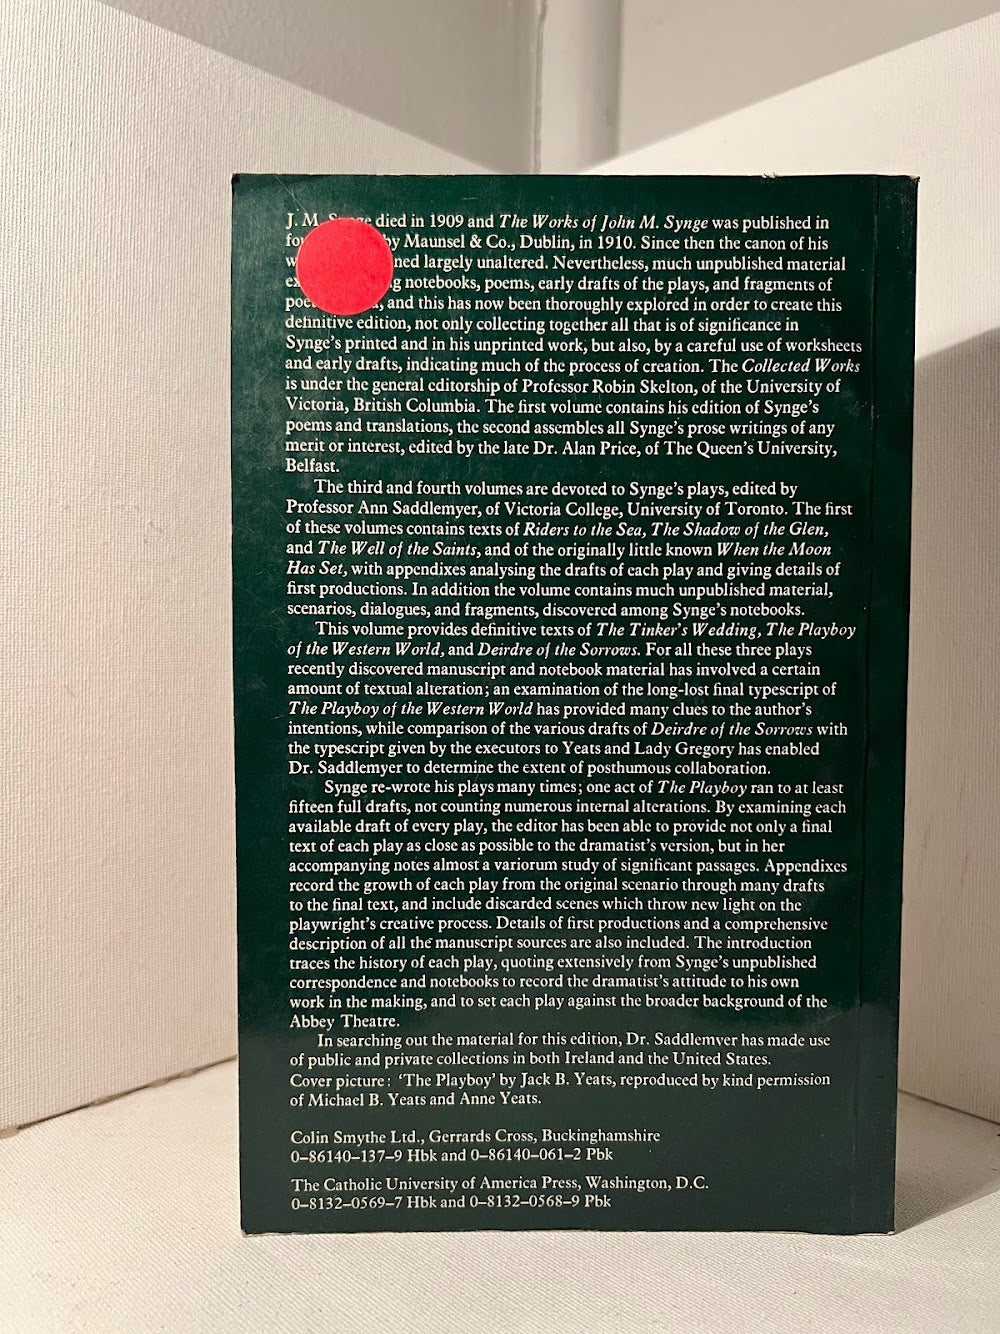 J. M. died in 1909 and The Works of John M. Synge was published in
by Maunsel & Co., Dublin, in 1910. Since then the canon of his
largely unaltered. Nevertheless, much unpublished material
notebooks, poems, early drafts of the plays, and fragments of
and this has now been thoroughly explored in order to create this
definitive edition, not only collecting together all that is of significance in
Synge's printed and in his unprinted work, but also, by a careful use of worksheets
and early drafts, indicating much of the process of creation. The Collected Works
is under the general editorship of Professor Robin Skelton, of the University of
Victoria, British Columbia. The first volume contains his edition of Synge's
poems and translations, the second assembles all Synge's prose writings of any
merit or interest, edited by the late Dr. Alan Price, of The Queen's University,
Belfast.
The third and fourth volumes are devoted to Synge's plays, edited by
Professor Ann Saddlemyer, of Victoria College, University of Toronto. The first
of these volumes contains texts of Riders to the Sea, The Shadow of the Glen,
and The Well of the Saints, and of the originally little known When the Moon
Has Set, with appendixes analysing the drafts of each play and giving details of
first productions. In addition the volume contains much unpublished material,
scenarios, dialogues, and fragments, discovered among Synge's notebooks.
This volume provides definitive texts of The Tinker's Wedding, The Playboy
of the Western World, and Deirdre of the Sorrows. For all these three plays
recently discovered manuscript and notebook material has involved a certain
amount of textual alteration; an examination of the long-lost final typescript of
The Playboy of the Western World has provided many clues to the author's
intentions, while comparison of the various drafts of Deirdre of the Sorrows with
the typescript given by the executors to Yeats and Lady Gregory has enabled
Dr. Saddlemyer to determine the extent of posthumous collaboration.
Synge re-wrote his plays many times; one act of The Playboy ran to at least
fifteen full drafts, not counting numerous internal alterations. By examining each
available draft of every play, the editor has been able to provide not only a final
text of each play as close as possible to the dramatist's version, but in her
accompanying notes almost a variorum study of significant passages. Appendixes
record the growth of each play from the original scenario through many drafts
to the final text, and include discarded scenes which throw new light on the
playwright's creative process. Details of first productions and a comprehensive
description of all the manuscript sources are also included. The introduction
traces the history of each play, quoting extensively from Synge's unpublished
correspondence and notebooks to record the dramatist's attitude to his own
work in the making, and to set each play against the broader background of the
Abbey Theatre.
In searching out the material for this edition, Dr. Saddlemyer has made use
of public and private collections in both Ireland and the United States.
Cover picture: 'The Playboy' by Jack B. Yeats, reproduced by kind permission
of Michael B. Yeats and Anne Yeats.
Colin Smythe Ltd., Gerrards Cross, Buckinghamshire
0–86140–137–9 Hbk and 0–86140–061–2 Pbk
The Catholic University of America Press, Washington, D.C.
0–8132–0569–7 Hbk and 0–8132–0568–9 Pbk